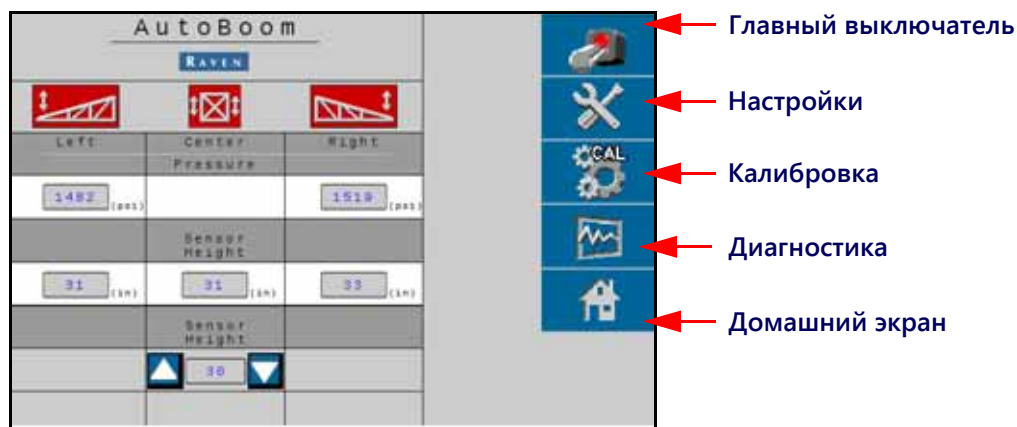 AutoBoom
RAVEN
Left Center Right
Pressure
1482 (psi) 1519 (psi)
Sensor
Height
31 (in) 31 (in) 33 (in)
Sensor
Height
30
CAL
Главный выключатель
Настройки
Калибровка
Диагностика
Домашний экран